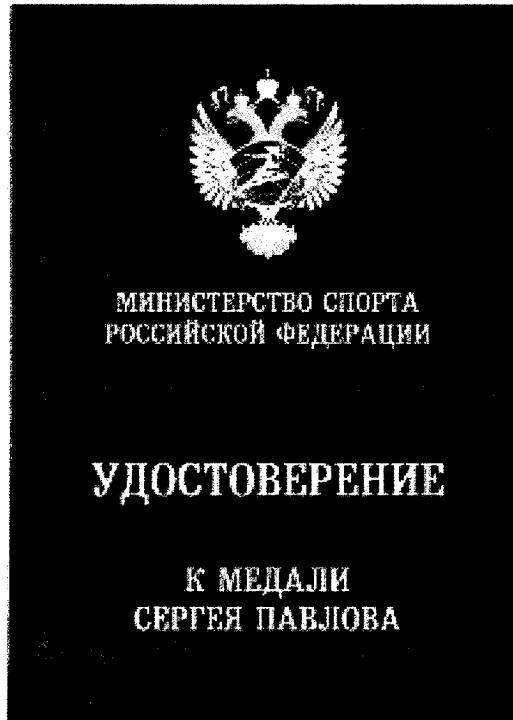 МИНИСТЕРСТВО СПОРТА
РОССИЙСКОЙ ФЕДЕРАЦИИ
УДОСТОВЕРЕНИЕ
К МЕДАЛИ
СЕРГЕЯ ПАВЛОВА